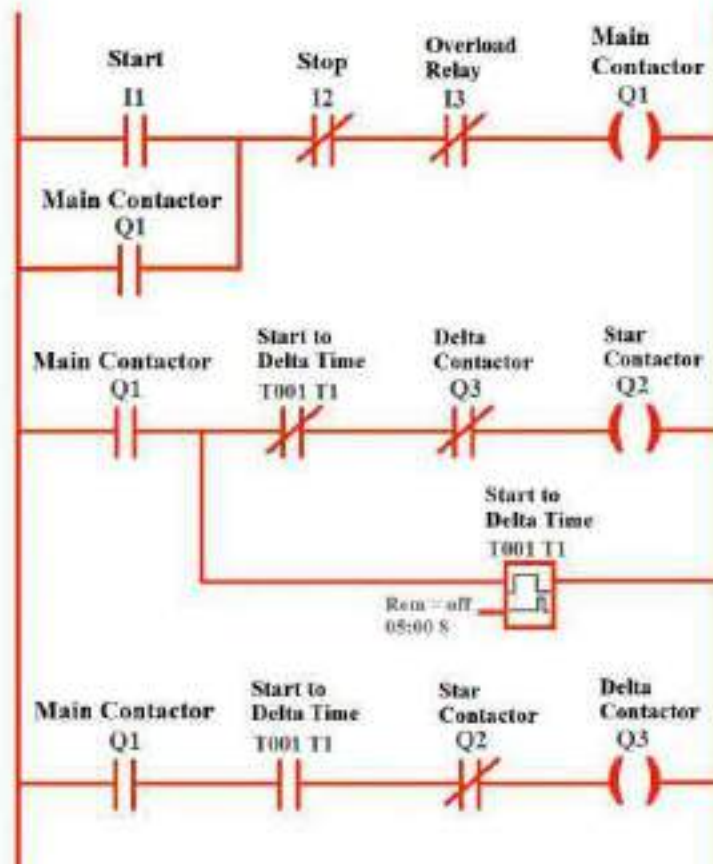 Start
I1
Stop
I2
Overload
Relay
I3
Main
Contactor
Q1
Main Contactor
Q1
Main Contactor
Q1
Start to
Delta Time
T001 T1
Delta
Contactor
Q3
Star
Contactor
Q2
Start to
Delta Time
T001 T1
Rem = off
05:00 S
Main Contactor
Q1
Start to
Delta Time
T001 T1
Star
Contactor
Q2
Delta
Contactor
Q3